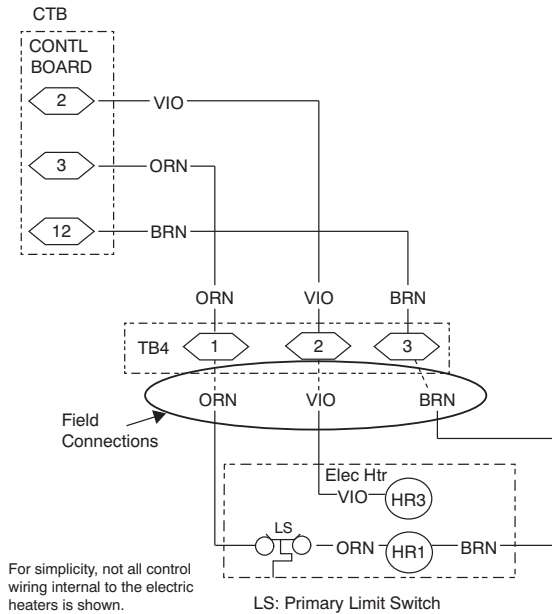 CTB
CONTL
BOARD
2 VIO
3 ORN
12 BRN
ORN VIO BRN
TB4 1 2 3
ORN VIO BRN
Field
Connections
Elec Htr
VIO HR3
LS
ORN HR1 BRN
For simplicity, not all control
wiring internal to the electric
heaters is shown.
LS: Primary Limit Switch